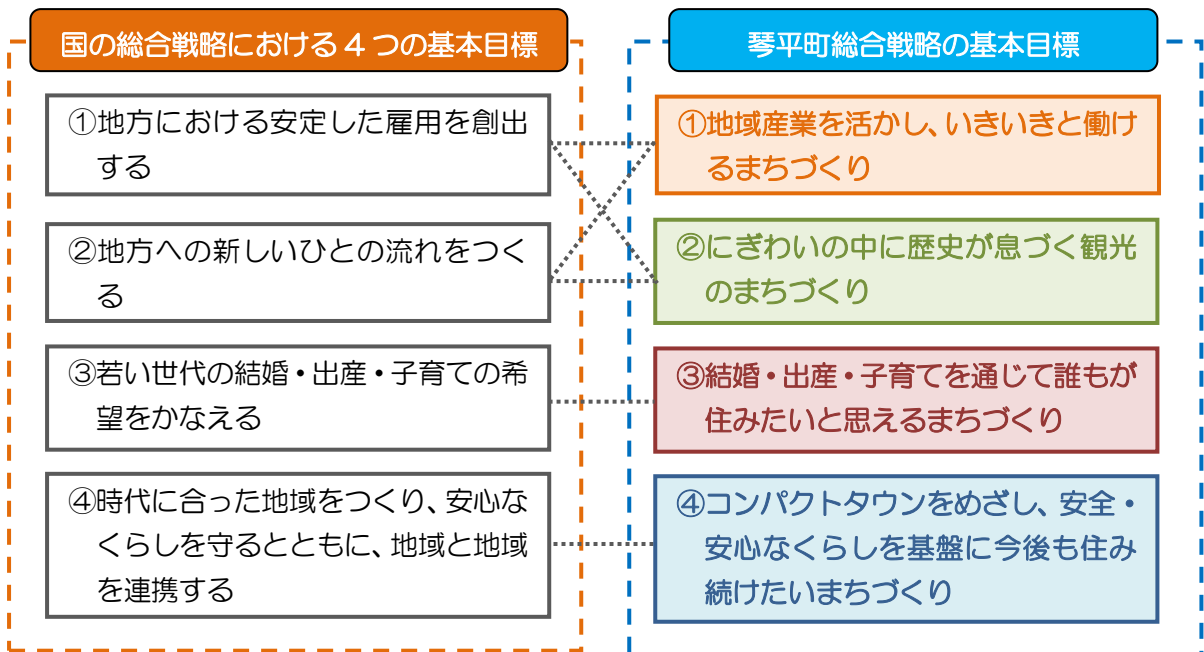 国の総合戦略における4つの基本目標
①地方における安定した雇用を創出
する
②地方への新しいひとの流れをつく
る
③若い世代の結婚・出産・子育ての希
望をかなえる
④時代に合った地域をつくり、安心な
くらしを守るとともに、地域と地域
を連携する
琴平町総合戦略の基本目標
①地域産業を活かし、いきいきと働け
るまちづくり
②にぎわいの中に歴史が息づく観光
のまちづくり
③結婚・出産・子育てを通じて誰もが
住みたいと思えるまちづくり
④コンパクトタウンをめざし、安全・
安心なくらしを基盤に今後も住み
続けたいまちづくり